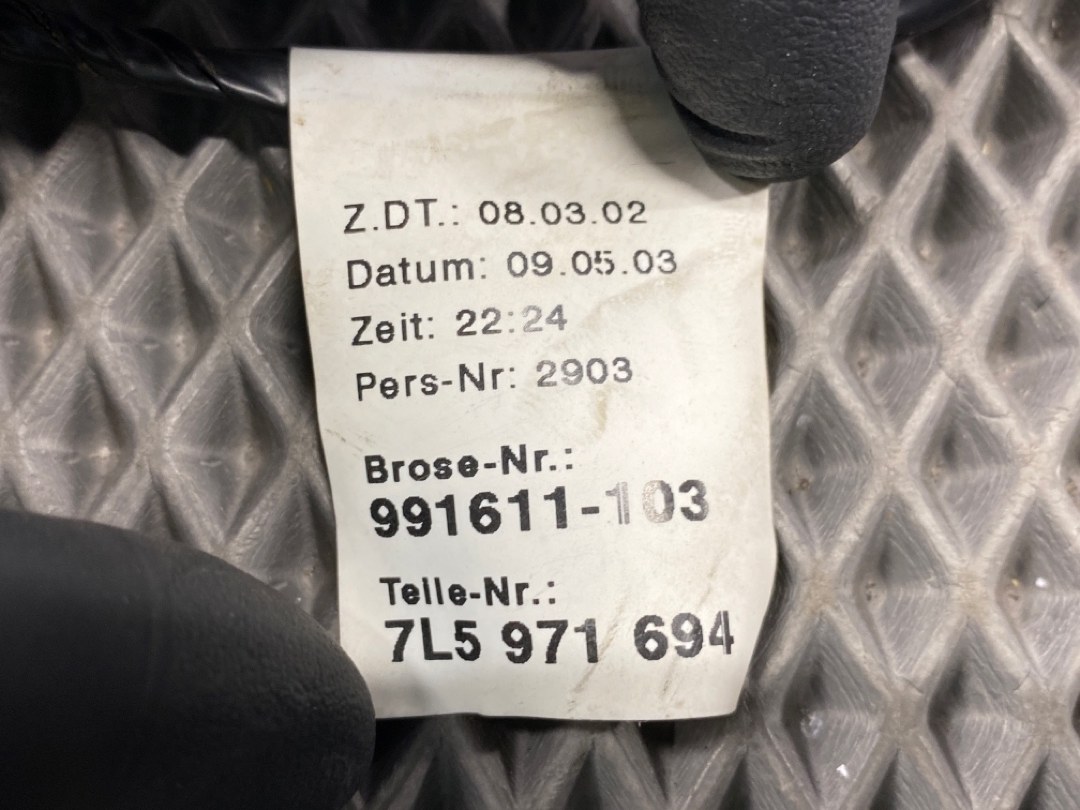 Z.DT.: 08.03.02
Datum: 09.05.03
Zeit: 22:24
Pers-Nr: 2903
Brose-Nr.:
991611-103
Teile-Nr.:
7L5 971 694